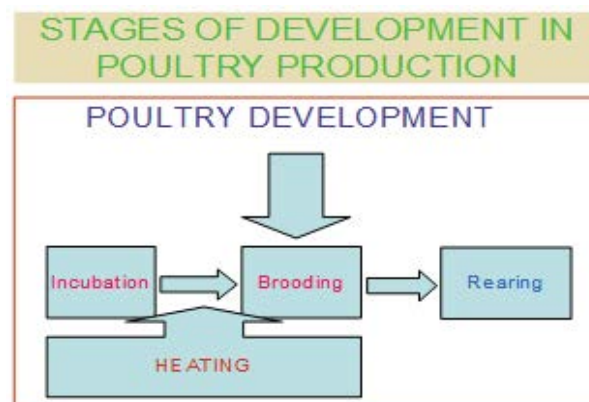 STAGES OF DEVELOPMENT IN
POULTRY PRODUCTION
POULTRY DEVELOPMENT
Incubation
Brooding
Rearing
HEATING